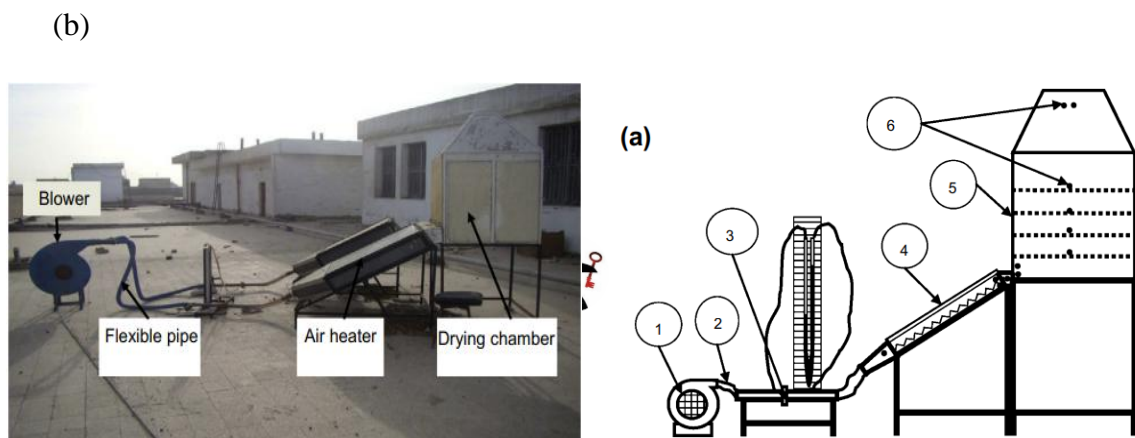 (b)
Blower
Flexible pipe
Air heater
Drying chamber
(a)
1
2
3
4
5
6